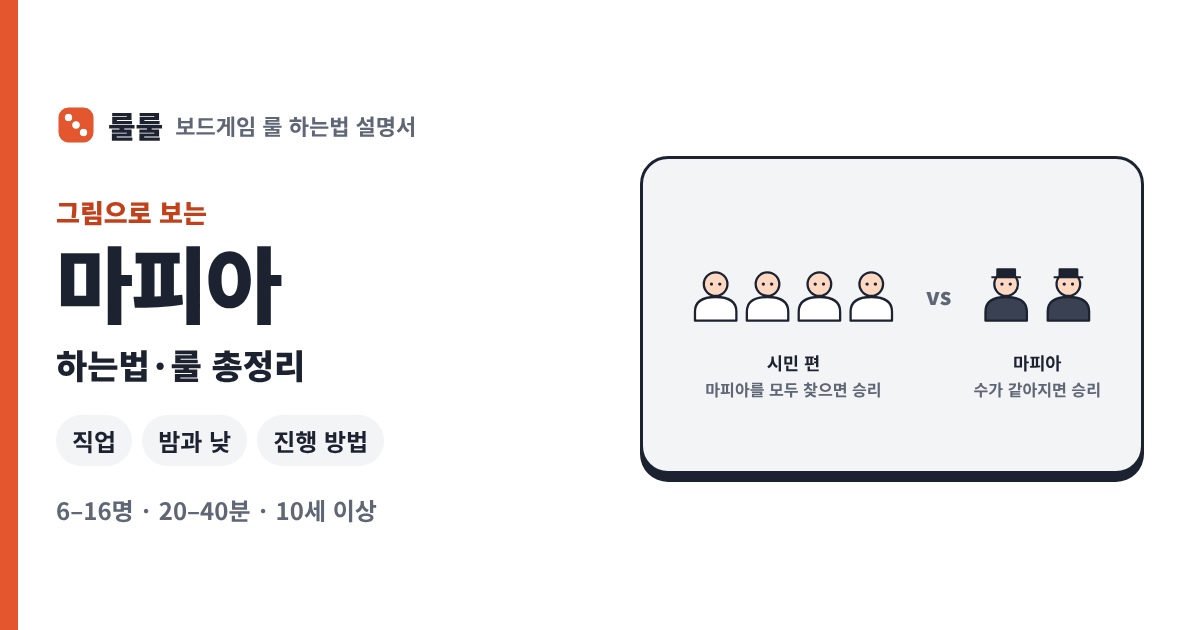 룰룰 보드게임 룰 하는법 설명서
그림으로 보는
마피아
하는법·룰 총정리
직업 밤과 낮 진행 방법
6–16명 · 20–40분 · 10세 이상
vs
시민 편
마피아를 모두 찾으면 승리
마피아
수가 같아지면 승리